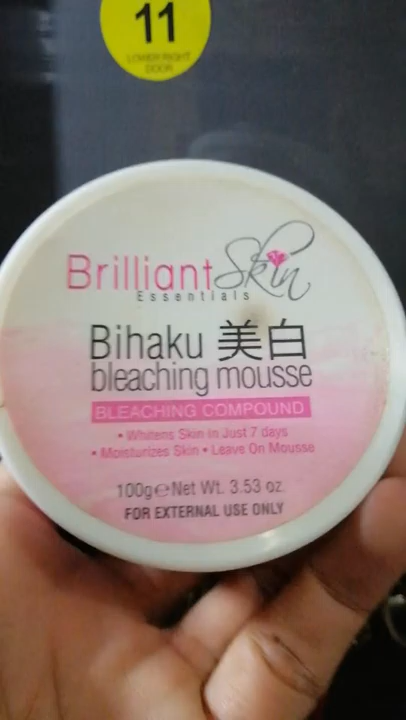 11
LOWER RIGHT
DOOR
Brilliant Skin
Essentials
Bihaku 美白
bleaching mousse
BLEACHING COMPOUND
• Whitens Skin in Just 7 days
• Moisturizes Skin • Leave On Mousse
100g ℮ Net Wt. 3.53 oz.
FOR EXTERNAL USE ONLY